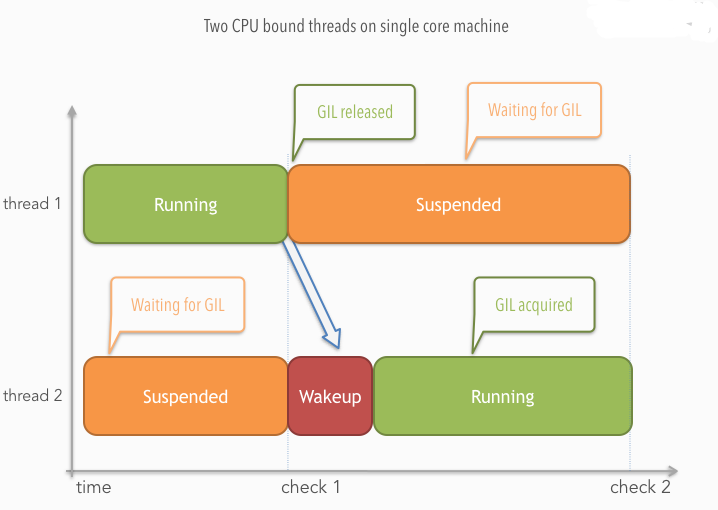 Two CPU bound threads on single core machine
GIL released
Waiting for GIL
thread 1
Running
Suspended
Waiting for GIL
GIL acquired
thread 2
Suspended
Wakeup
Running
time
check 1
check 2